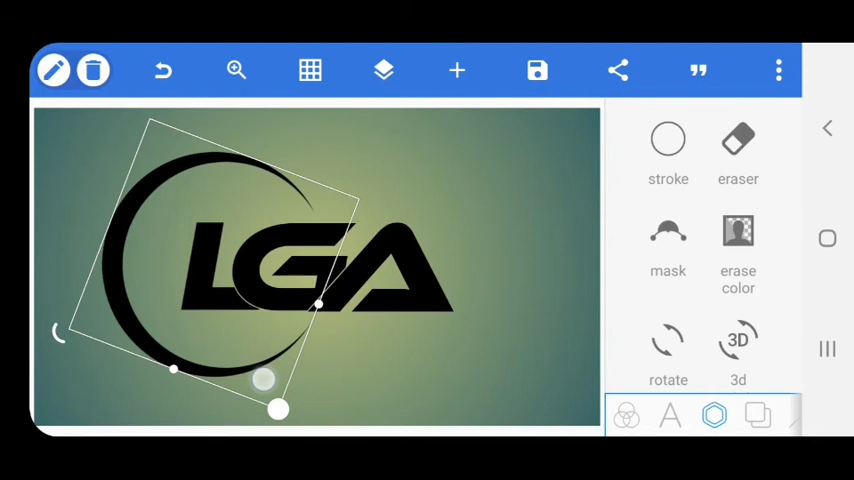 stroke eraser
LGA
mask erase color
3D
rotate 3d
A